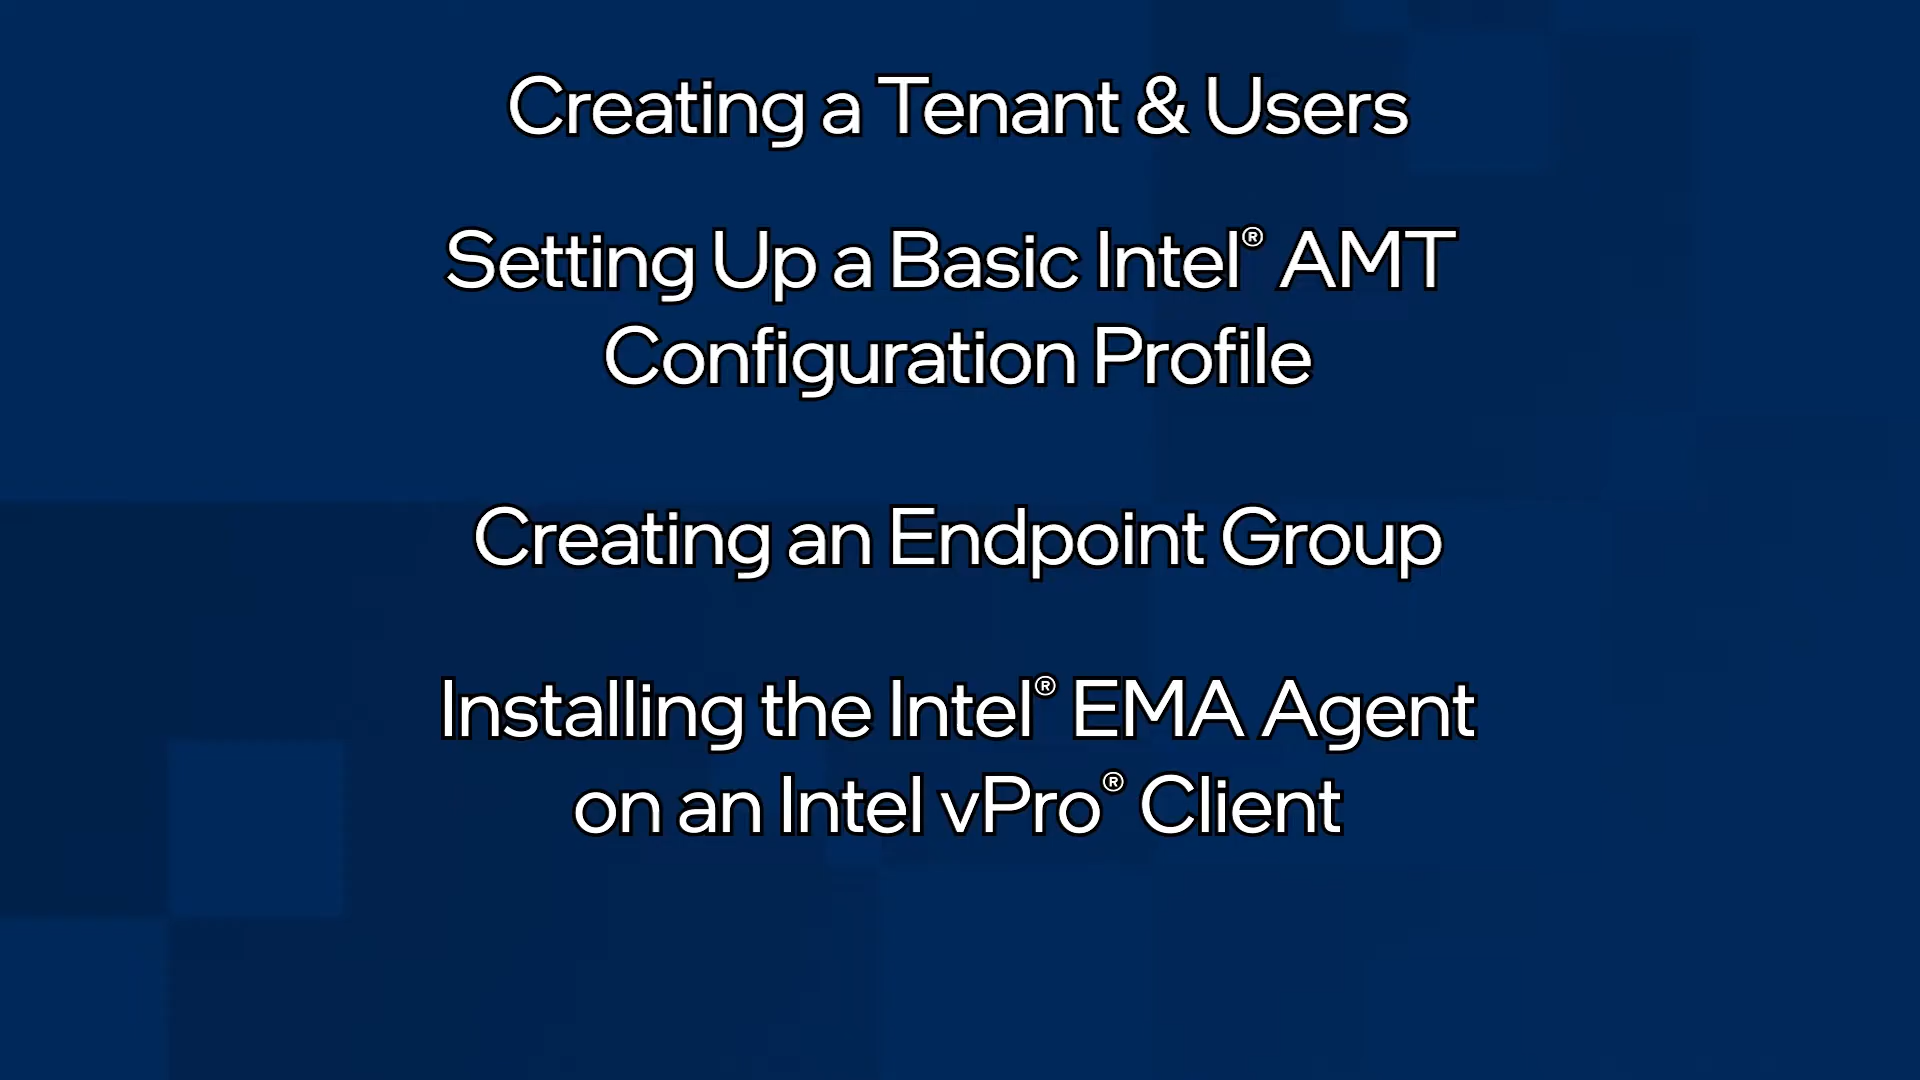 Creating a Tenant & Users
Setting Up a Basic Intel® AMT
Configuration Profile
Creating an Endpoint Group
Installing the Intel® EMA Agent
on an Intel vPro® Client